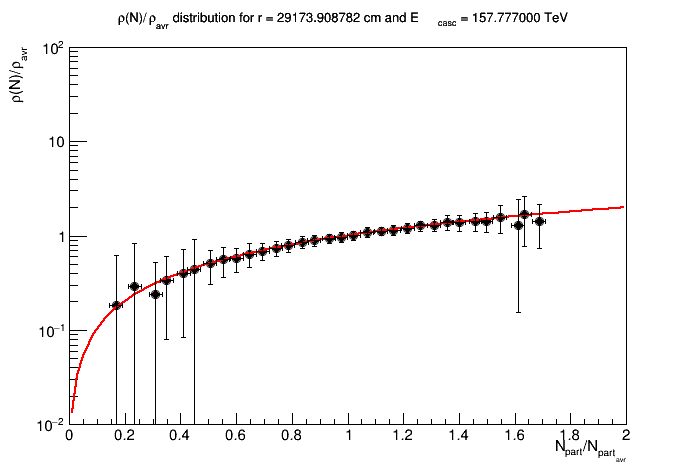 ρ(N)/ρavr distribution for r = 29173.908782 cm and E casc = 157.777000 TeV
ρ(N)/ρavr
10²
10
1
10⁻¹
10⁻²
0 0.2 0.4 0.6 0.8 1 1.2 1.4 1.6 1.8 2
Npart/Npartavr